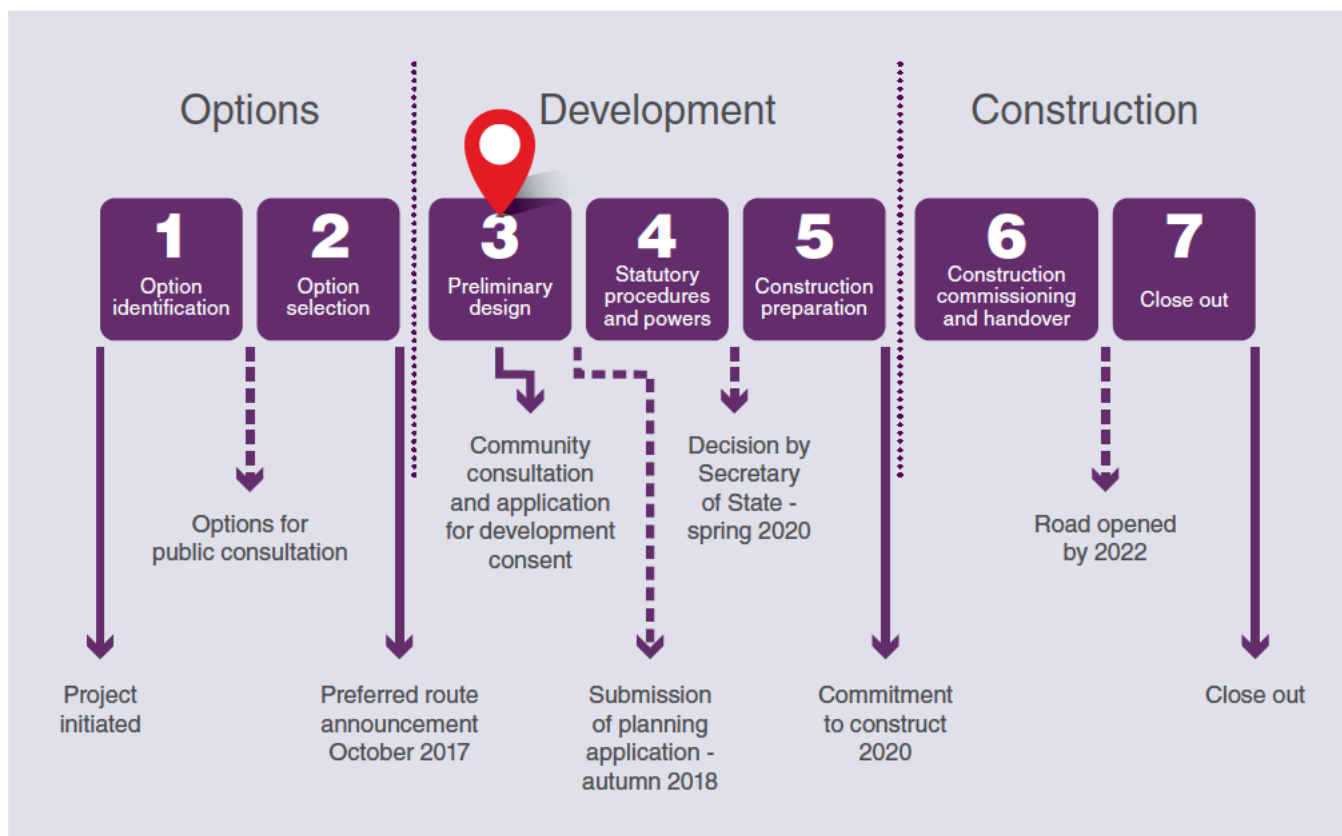 Options
Development
Construction
1
Option
identification
2
Option
selection
3
Preliminary
design
4
Statutory
procedures
and powers
5
Construction
preparation
6
Construction
commissioning
and handover
7
Close out
Project
initiated
Options for
public consultation
Preferred route
announcement
October 2017
Community
consultation
and application
for development
consent
Submission
of planning
application -
autumn 2018
Decision by
Secretary
of State -
spring 2020
Commitment
to construct
2020
Road opened
by 2022
Close out